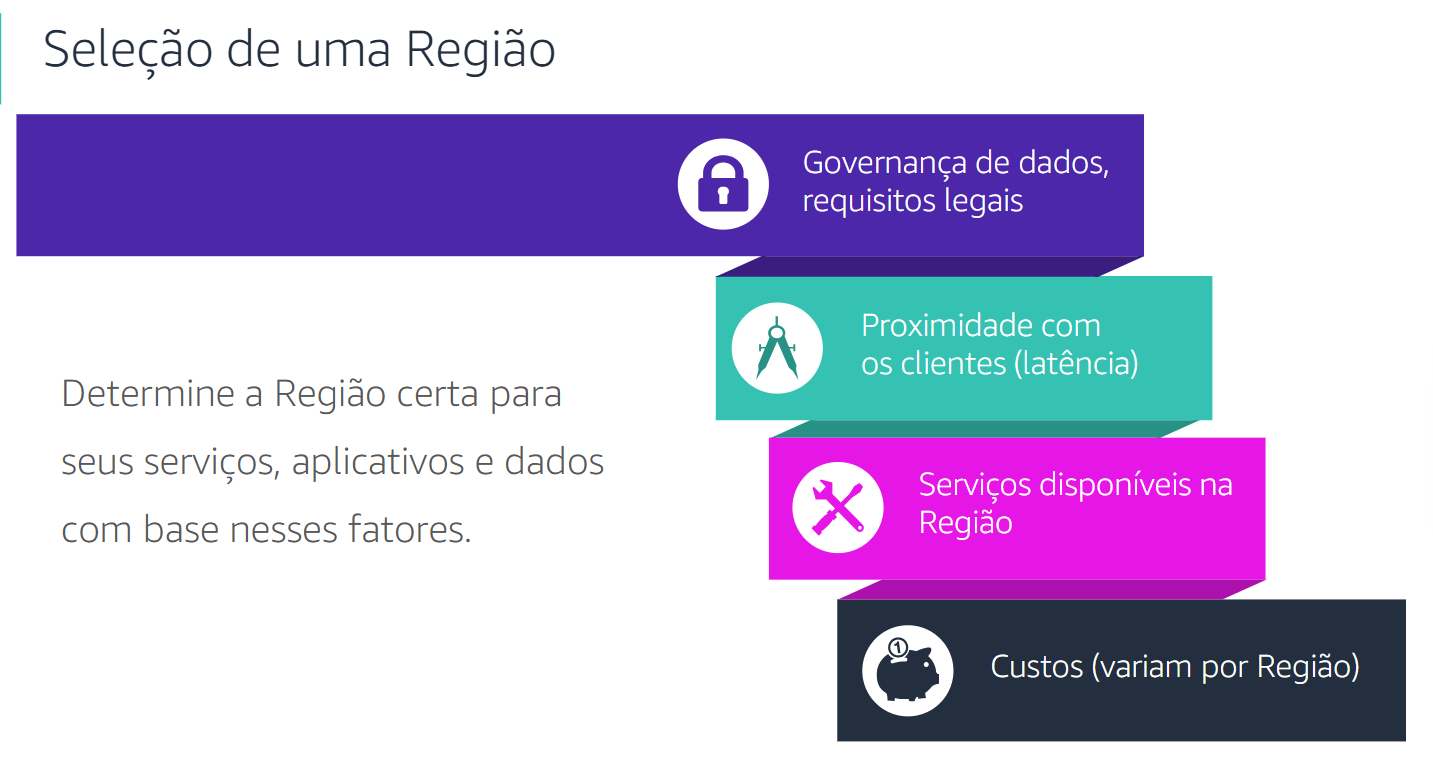 Seleção de uma Região
Governança de dados,
requisitos legais
Proximidade com
os clientes (latência)
Determine a Região certa para
seus serviços, aplicativos e dados
com base nesses fatores.
Serviços disponíveis na
Região
1
Custos (variam por Região)